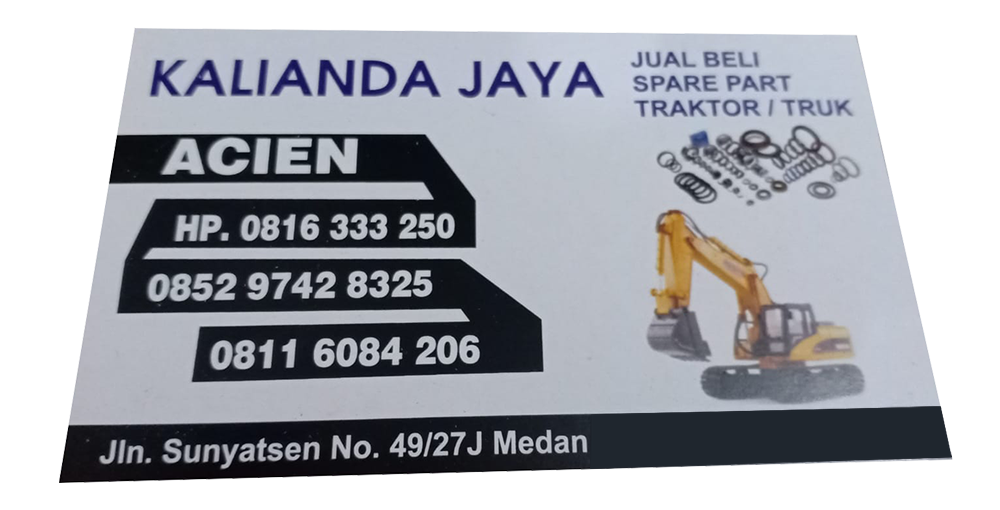 KALIANDA JAYA
JUAL BELI
SPARE PART
TRAKTOR / TRUK
ACIEN
HP. 0816 333 250
0852 9742 8325
0811 6084 206
Jln. Sunyatsen No. 49/27J Medan